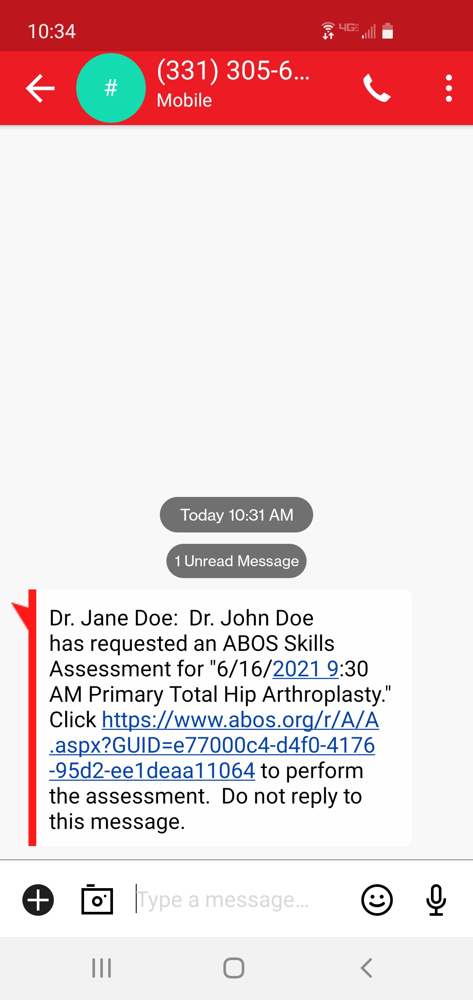 10:34
4G LTE
#
(331) 305-6...
Mobile
Today 10:31 AM
1 Unread Message
Dr. Jane Doe:  Dr. John Doe
has requested an ABOS Skills
Assessment for "6/16/2021 9:30
AM Primary Total Hip Arthroplasty."
Click https://www.abos.org/r/A/A
.aspx?GUID=e77000c4-d4f0-4176
-95d2-ee1deaa11064 to perform
the assessment.  Do not reply to
this message.
Type a message...